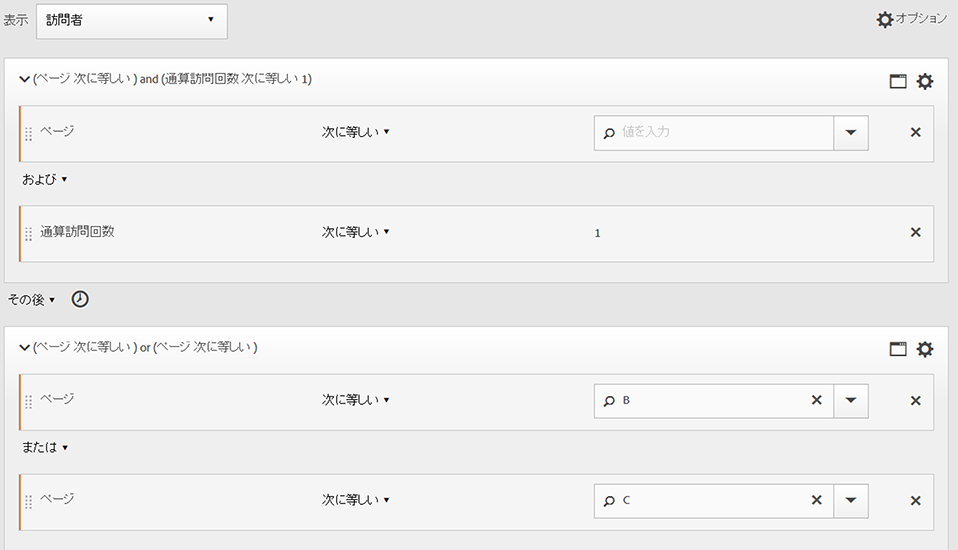 表示 訪問者 ▼ オプション
(ページ 次に等しい ) and (通算訪問回数 次に等しい 1)
ページ 次に等しい ▼ 値を入力
および ▼
通算訪問回数 次に等しい ▼ 1
その後 ▼
(ページ 次に等しい ) or (ページ 次に等しい )
ページ 次に等しい ▼ B
または ▼
ページ 次に等しい ▼ C